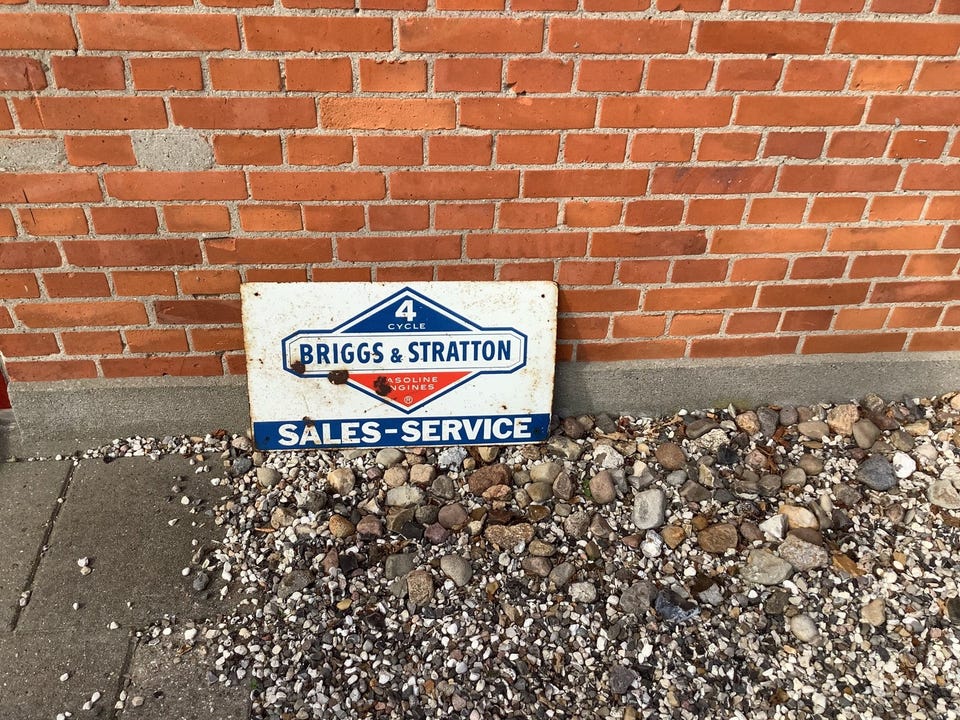 4
CYCLE
BRIGGS & STRATTON
GASOLINE
ENGINES
®
SALES-SERVICE